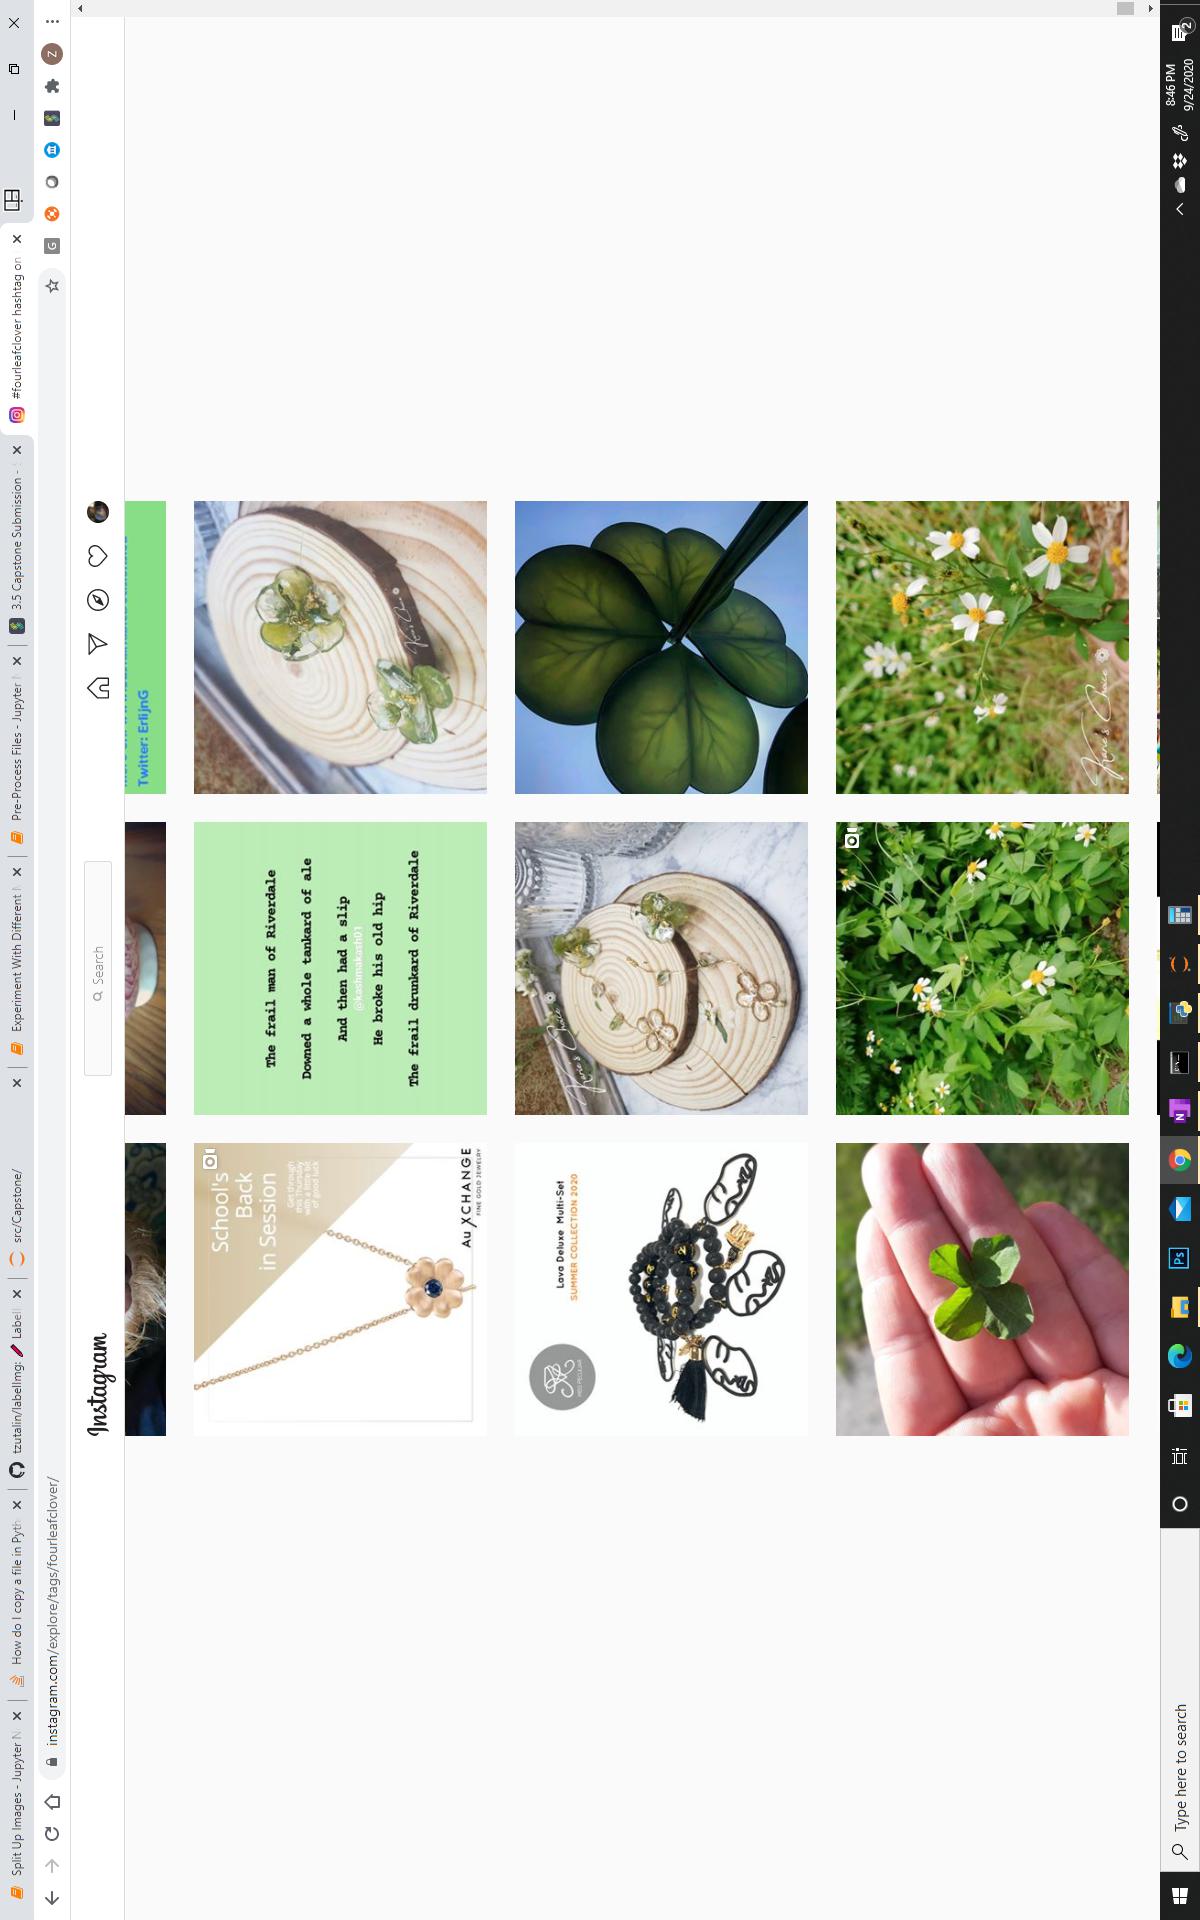 Split Up Images - Jupyter N
How do I copy a file in Pyth
tzutalin/labelImg: Labell
src/Capstone/
Experiment With Different N
Pre-Process Files - Jupyter
3.5 Capstone Submission -
#fourleafclover hashtag on
instagram.com/explore/tags/fourleafclover/
G
Z
Instagram
Search
Twitter: ErlijnG
School's
Back
in Session
Get through
this Thursday
with a little bit
of good luck
Au XCHANGE
FINE GOLD JEWELRY
The frail man of Riverdale
Downed a whole tankard of ale
And then had a slip
@kashmakash01
He broke his old hip
The frail drunkard of Riverdale
Lava Deluxe Multi-Set
SUMMER COLLECTION 2020
Type here to search
Ps
N
8:46 PM
9/24/2020
2